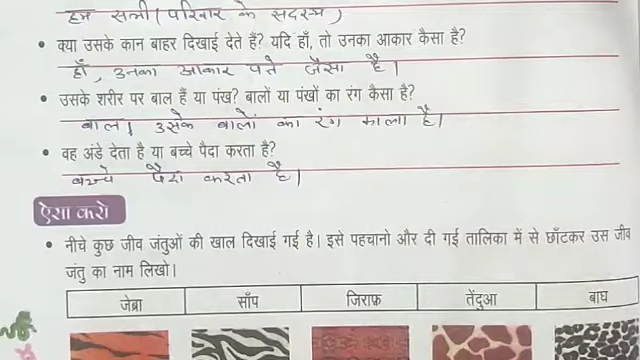 हम सभी (परिवार के सदस्य)
• क्या उसके कान बाहर दिखाई देते हैं? यदि हाँ, तो उनका आकार कैसा है?
हाँ, उनका आकार पत्ते जैसा है।
• उसके शरीर पर बाल हैं या पंख? बालों या पंखों का रंग कैसा है?
बाल। उसके बालों का रंग काला है।
• वह अंडे देता है या बच्चे पैदा करता है?
बच्चे पैदा करता है।
ऐसा करो
• नीचे कुछ जीव जंतुओं की खाल दिखाई गई है। इसे पहचानो और दी गई तालिका में से छाँटकर उस जीव
जंतु का नाम लिखो।
जेब्रा साँप जिराफ़ तेंदुआ बाघ